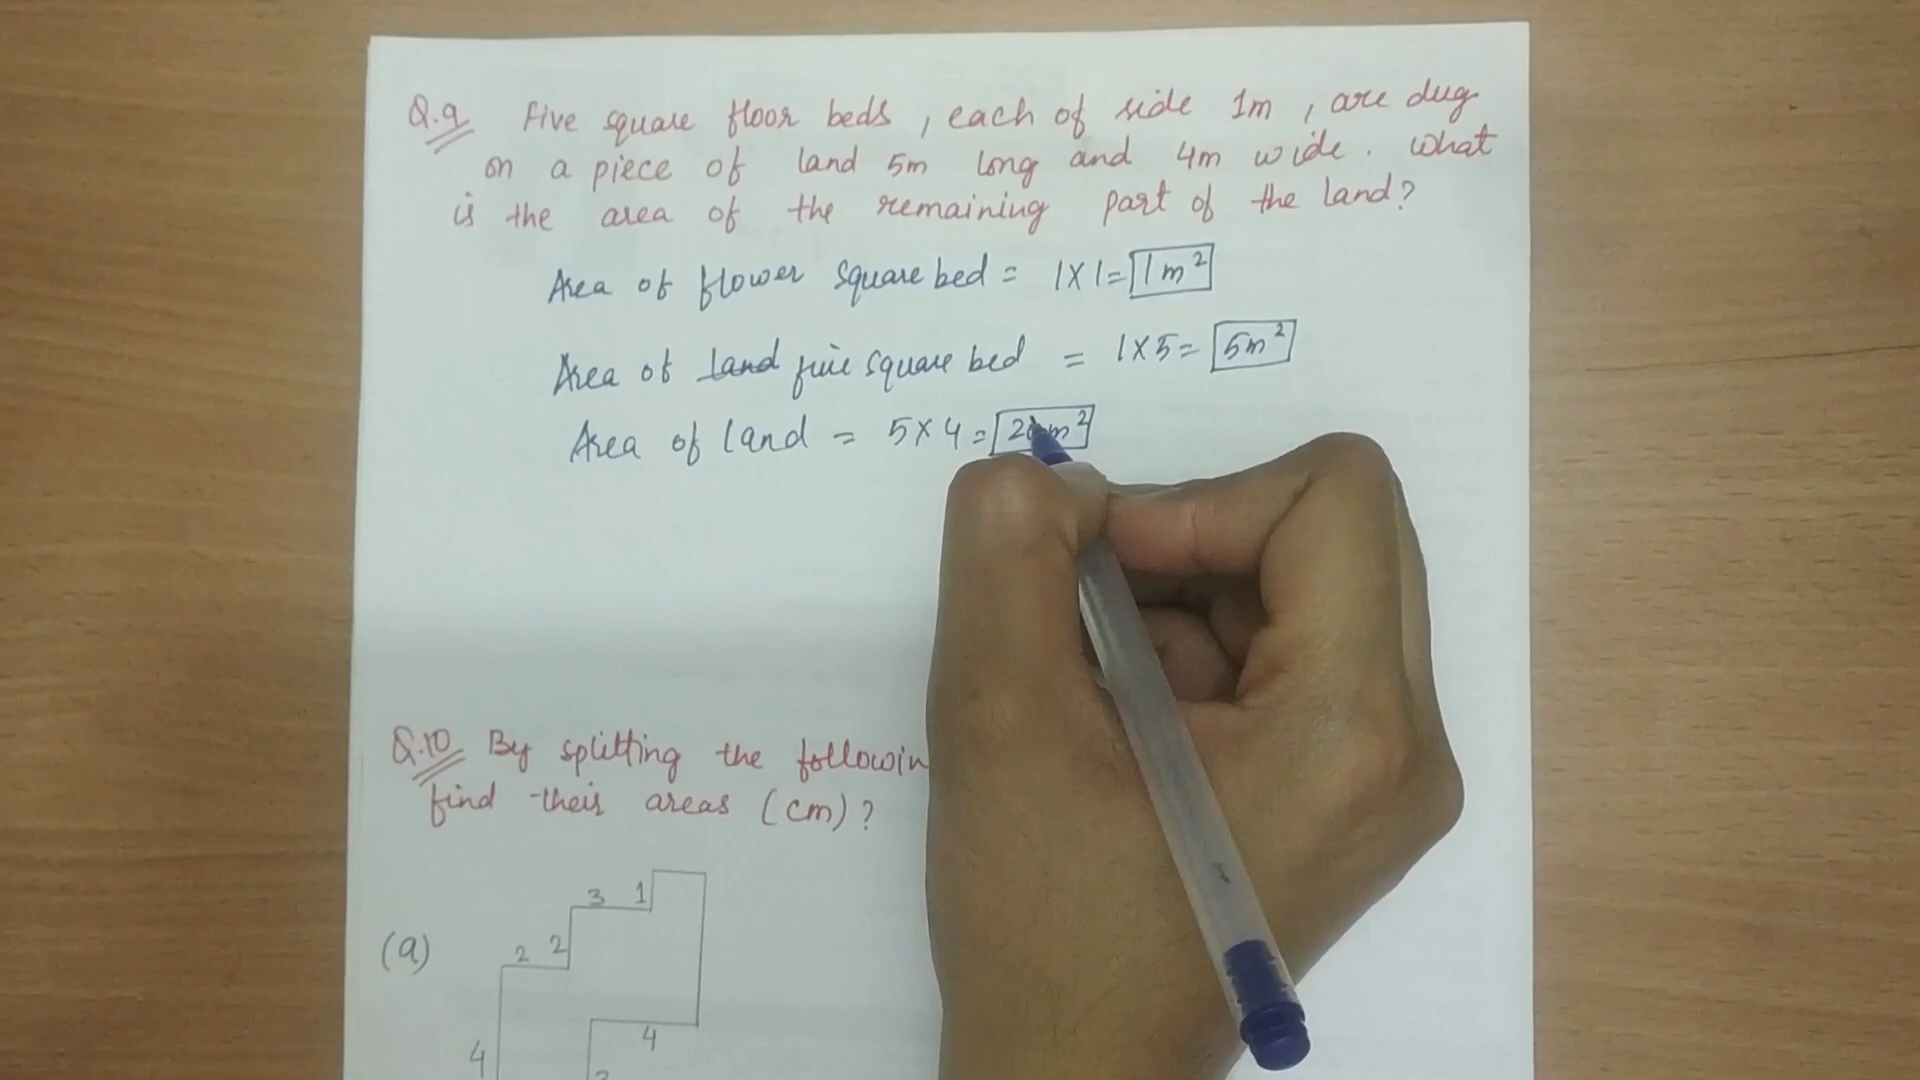 Q.9 Five square floor beds, each of side 1m, are dug
on a piece of land 5m long and 4m wide. What
is the area of the remaining part of the land?
Area of flower square bed = 1×1= 1m²
Area of land five square bed = 1×5= 5m²
Area of land = 5×4= 20m²
Q.10 By splitting the
find their areas (cm)?
3 1
(a)
2 2
4
4